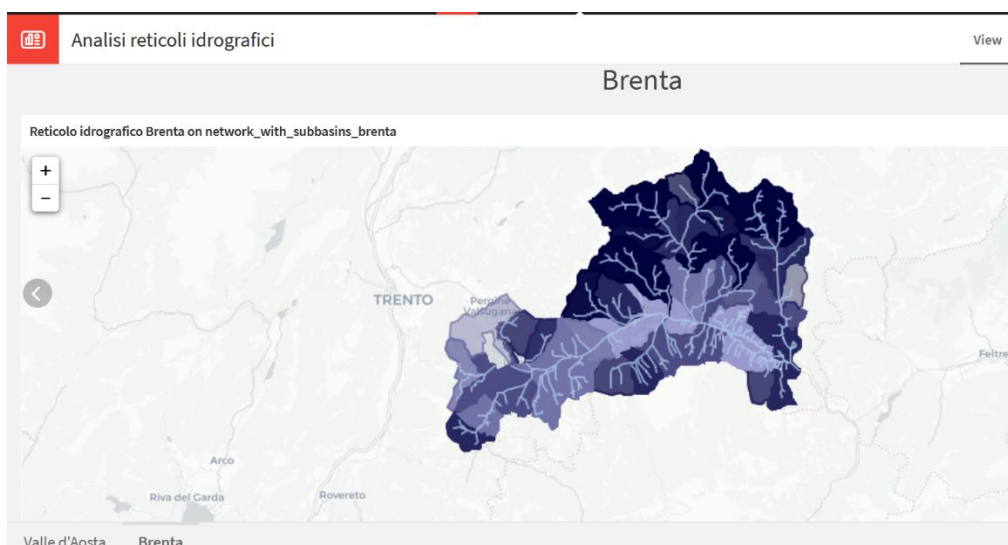 Analisi reticoli idrografici
View
Brenta
Reticolo idrografico Brenta on network_with_subbasins_brenta
+
−
TRENTO
Pergine
Valsugana
Feltre
Arco
Riva del Garda
Rovereto
Valle d'Aosta
Brenta